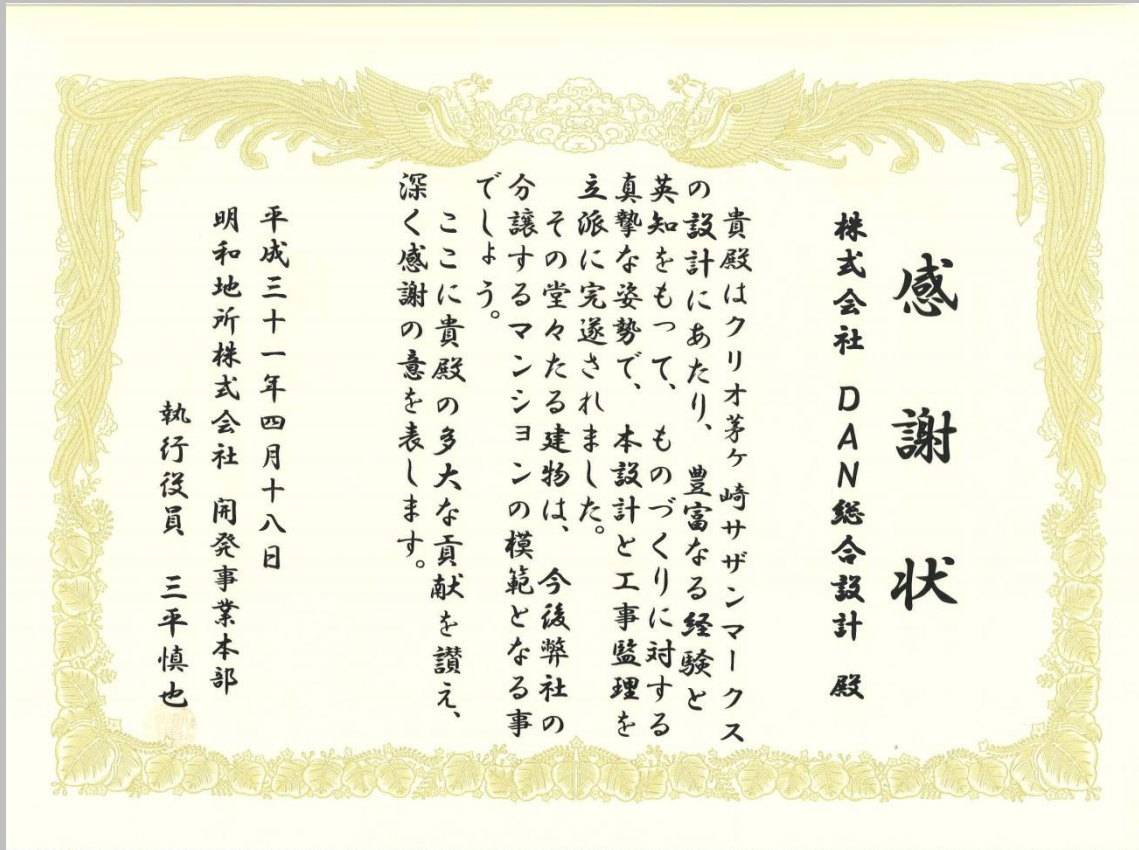 感謝状
株式会社 DAN総合設計 殿
貴殿はクリオ茅ヶ崎サザンマークス
の設計にあたり、豊富なる経験と
英知をもって、ものづくりに対する
真摯な姿勢で、本設計と工事監理を
立派に完遂されました。
その堂々たる建物は、今後弊社の
分譲するマンションの模範となる事
でしょう。
ここに貴殿の多大な貢献を讃え、
深く感謝の意を表します。
平成三十一年四月十八日
明和地所株式会社 開発事業本部
執行役員 三平慎也